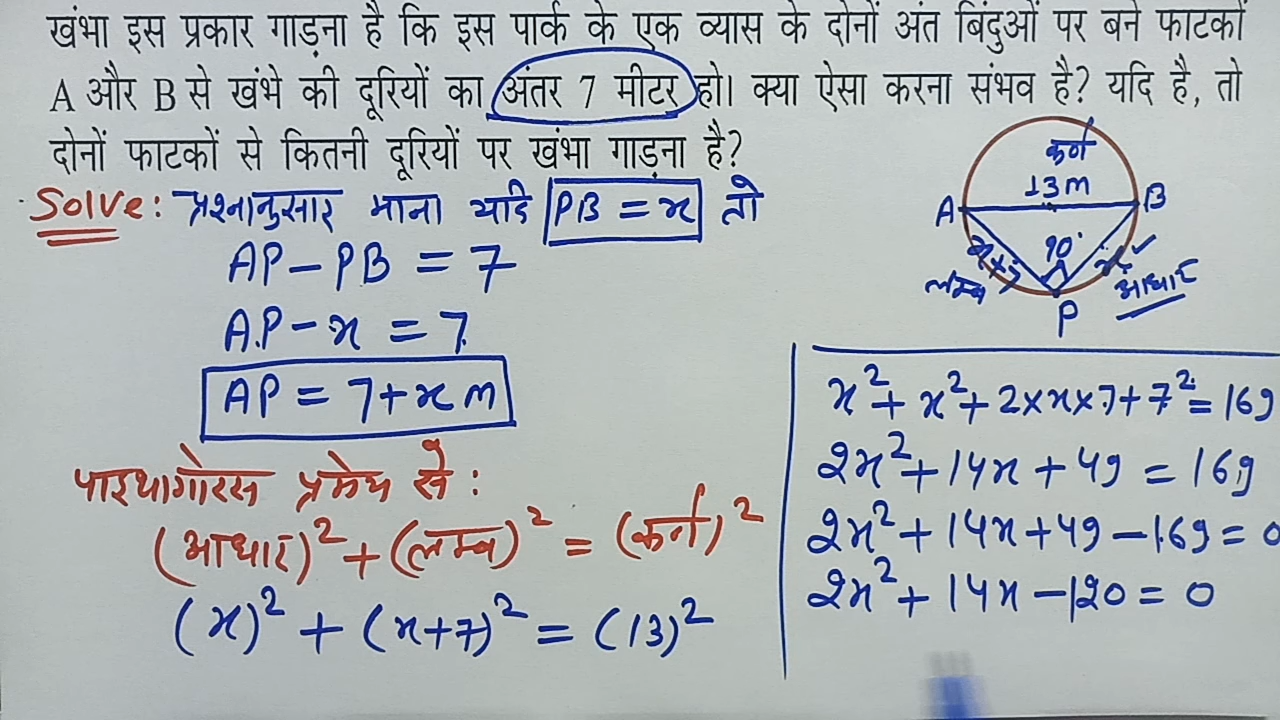 खंभा इस प्रकार गाड़ना है कि इस पार्क के एक व्यास के दोनों अंत बिंदुओं पर बने फाटकों
A और B से खंभे की दूरियों का अंतर 7 मीटर हो। क्या ऐसा करना संभव है? यदि है, तो
दोनों फाटकों से कितनी दूरियों पर खंभा गाड़ना है?
Solve: प्रश्नानुसार माना यदि PB = x तो
AP – PB = 7
AP – x = 7
AP = 7 + x m
पाइथागोरस प्रमेय से :
(आधार)² + (लम्ब)² = (कर्ण)²
(x)² + (x+7)² = (13)²
कर्ण
13 m
A
B
90°
x+7
x
लम्ब
आधार
P
x² + x² + 2×x×7 + 7² = 169
2x² + 14x + 49 = 169
2x² + 14x + 49 – 169 = 0
2x² + 14x – 120 = 0